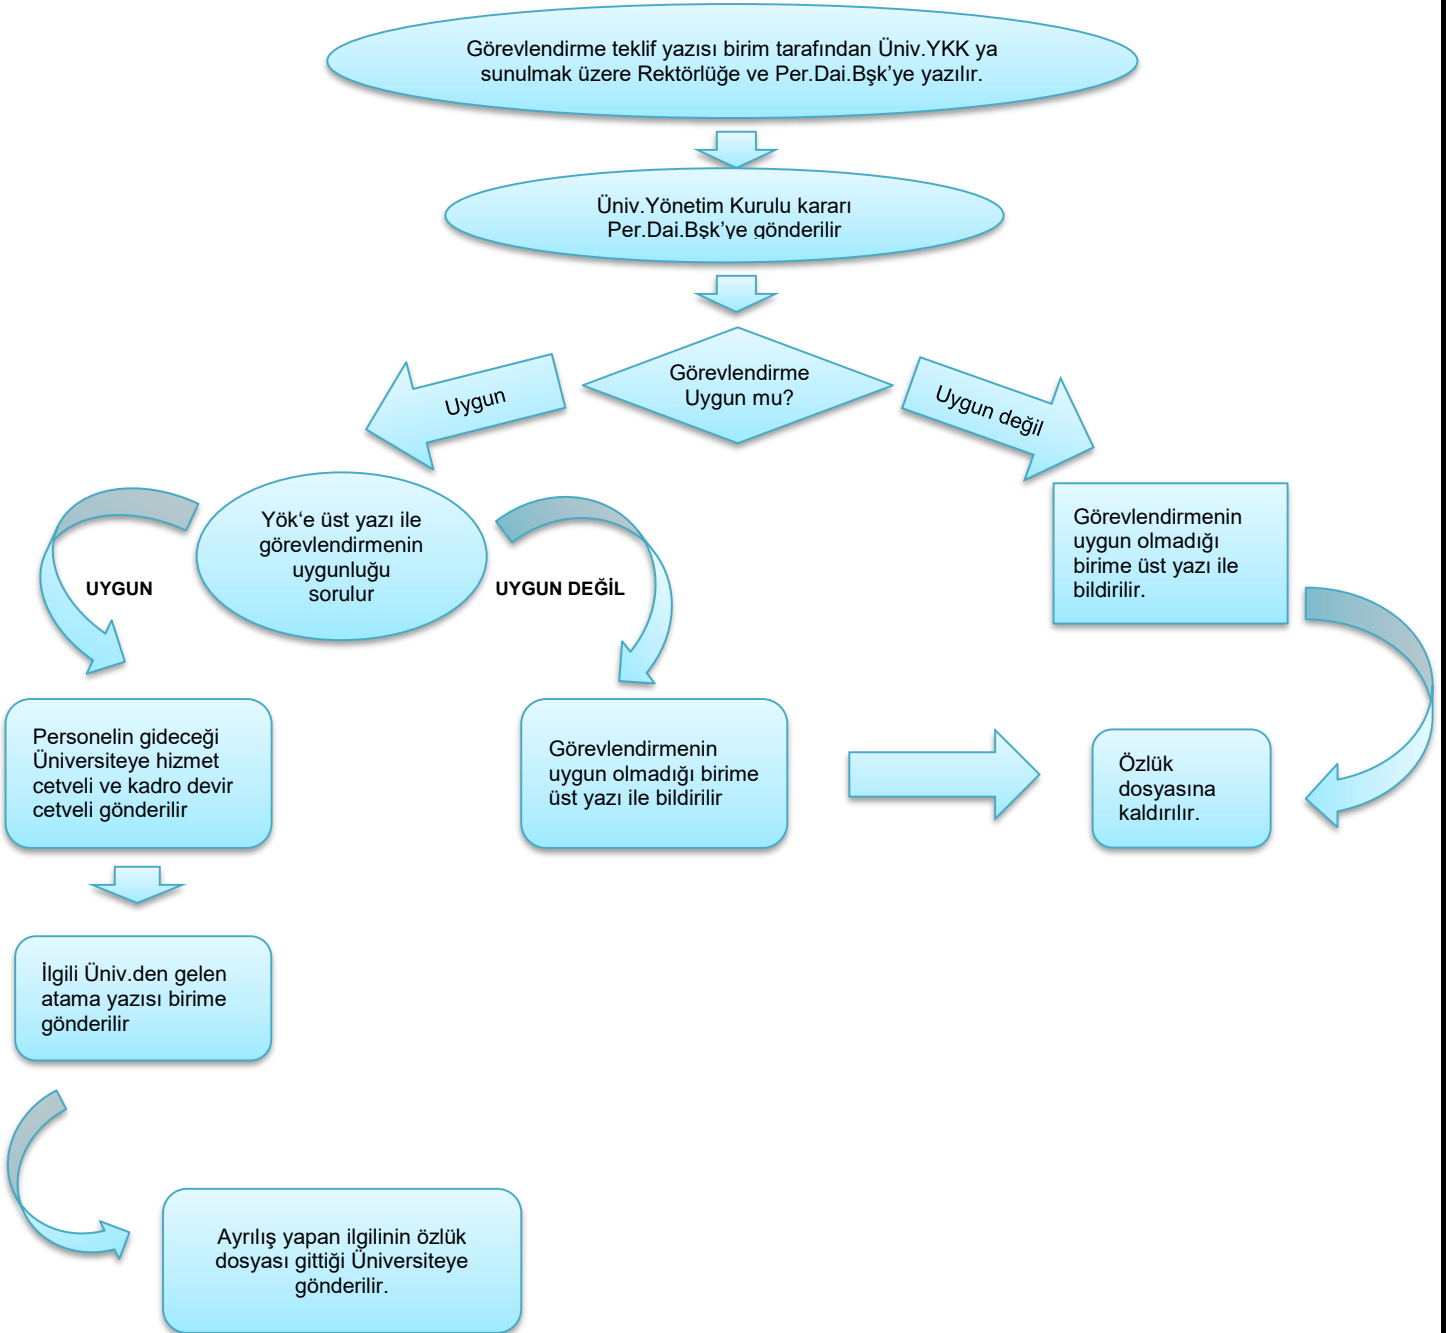 Görevlendirme teklif yazısı birim tarafından Üniv.YKK ya
sunulmak üzere Rektörlüğe ve Per.Dai.Bşk’ye yazılır.
Üniv.Yönetim Kurulu kararı
Per.Dai.Bşk’ye gönderilir
Görevlendirme
Uygun mu?
Uygun
Uygun değil
Yök‘e üst yazı ile
görevlendirmenin
uygunluğu
sorulur
UYGUN
UYGUN DEĞİL
Görevlendirmenin
uygun olmadığı
birime üst yazı ile
bildirilir.
Personelin gideceği
Üniversiteye hizmet
cetveli ve kadro devir
cetveli gönderilir
Görevlendirmenin
uygun olmadığı birime
üst yazı ile bildirilir
Özlük
dosyasına
kaldırılır.
İlgili Üniv.den gelen
atama yazısı birime
gönderilir
Ayrılış yapan ilgilinin özlük
dosyası gittiği Üniversiteye
gönderilir.